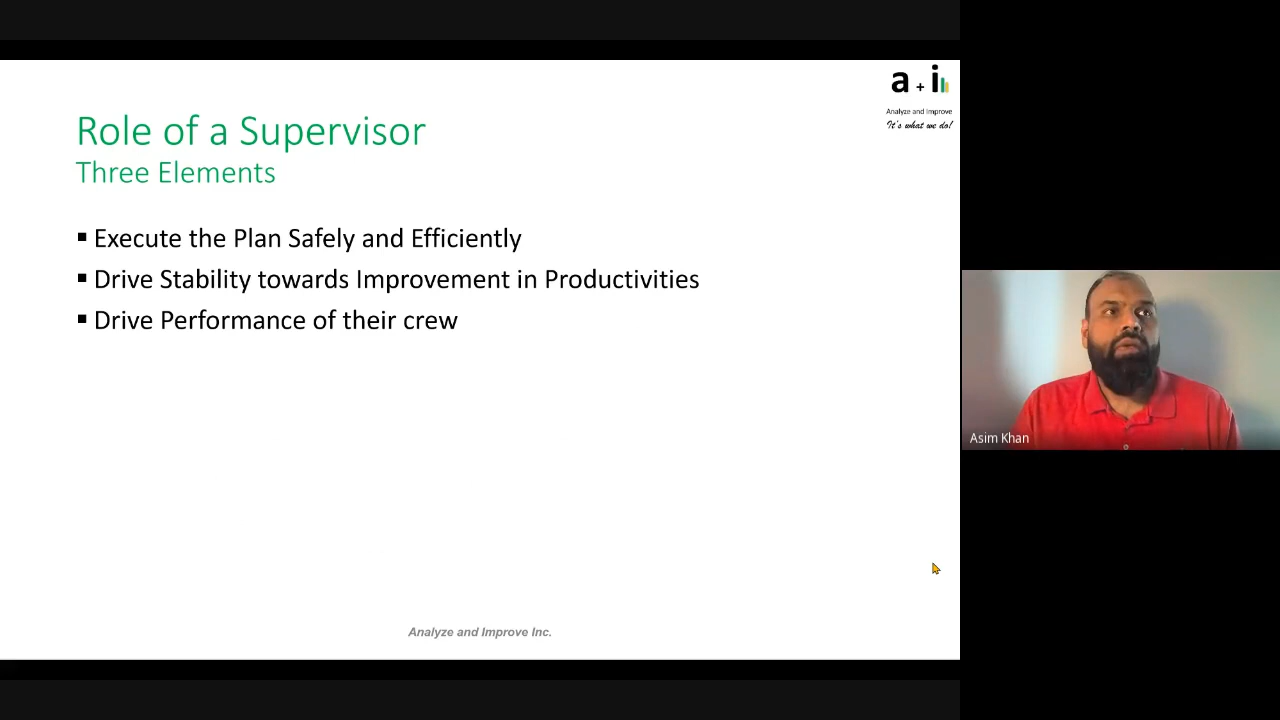 a + i
Analyze and Improve
It's what we do!
Role of a Supervisor
Three Elements
▪ Execute the Plan Safely and Efficiently
▪ Drive Stability towards Improvement in Productivities
▪ Drive Performance of their crew
Asim Khan
Analyze and Improve Inc.